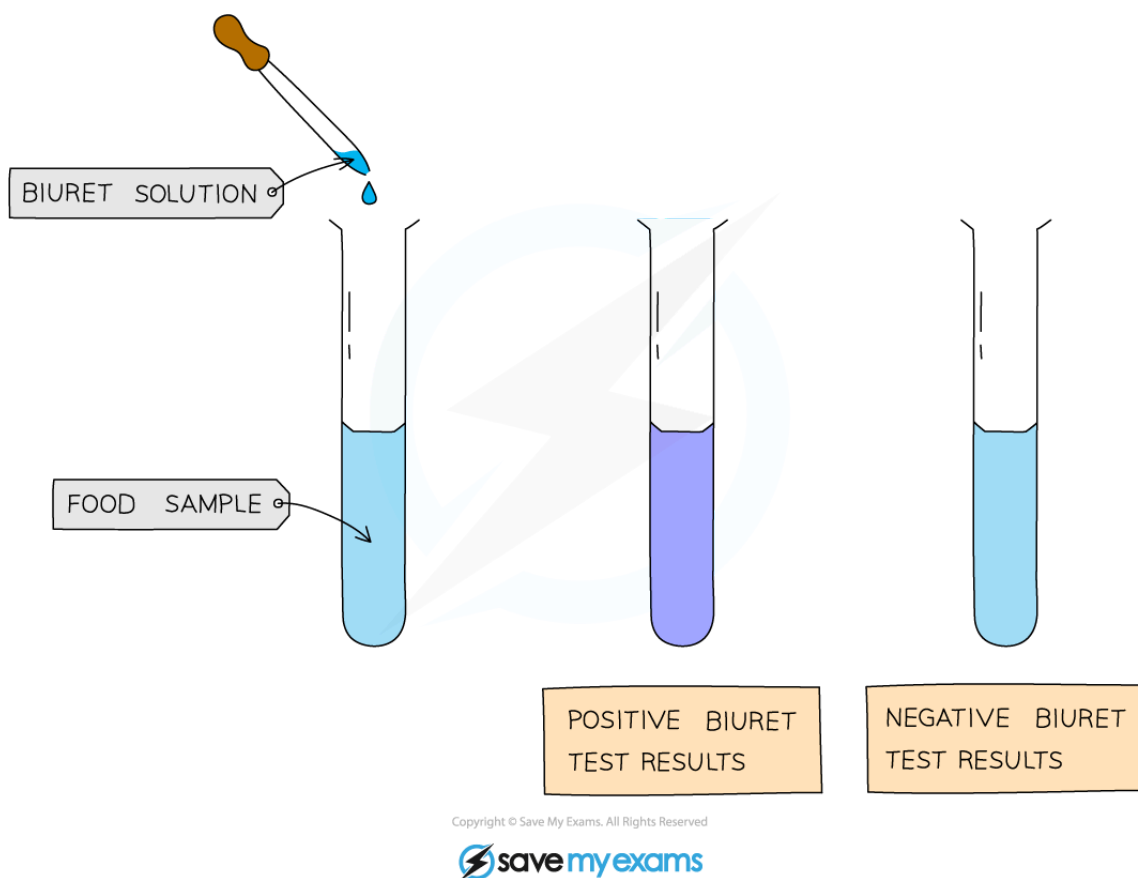 BIURET SOLUTION
FOOD SAMPLE
POSITIVE BIURET
TEST RESULTS
NEGATIVE BIURET
TEST RESULTS
Copyright © Save My Exams. All Rights Reserved
save my exams